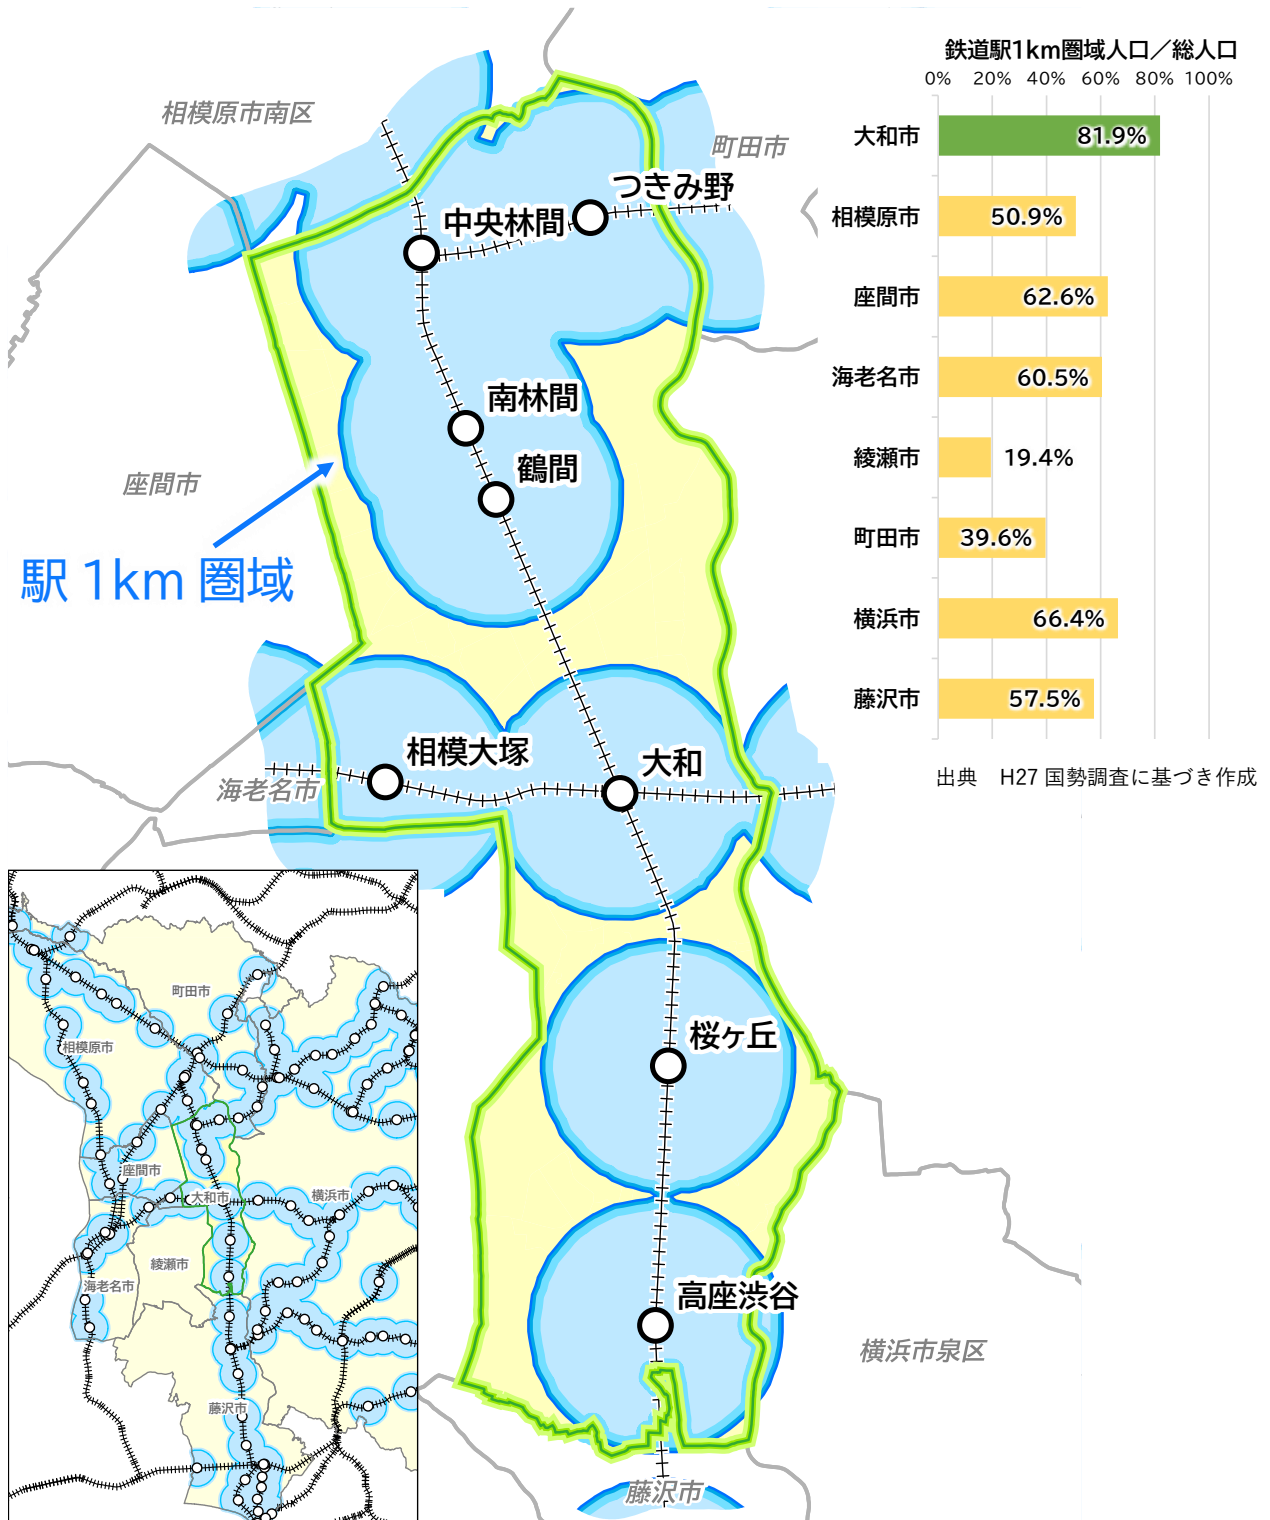 鉄道駅1km圏域人口／総人口
0% 20% 40% 60% 80% 100%
大和市 81.9%
相模原市 50.9%
座間市 62.6%
海老名市 60.5%
綾瀬市 19.4%
町田市 39.6%
横浜市 66.4%
藤沢市 57.5%
出典　H27 国勢調査に基づき作成
相模原市南区
町田市
つきみ野
中央林間
南林間
鶴間
座間市
駅 1km 圏域
相模大塚
大和
海老名市
桜ヶ丘
高座渋谷
横浜市泉区
藤沢市
町田市
相模原市
座間市
大和市
横浜市
綾瀬市
海老名市
藤沢市